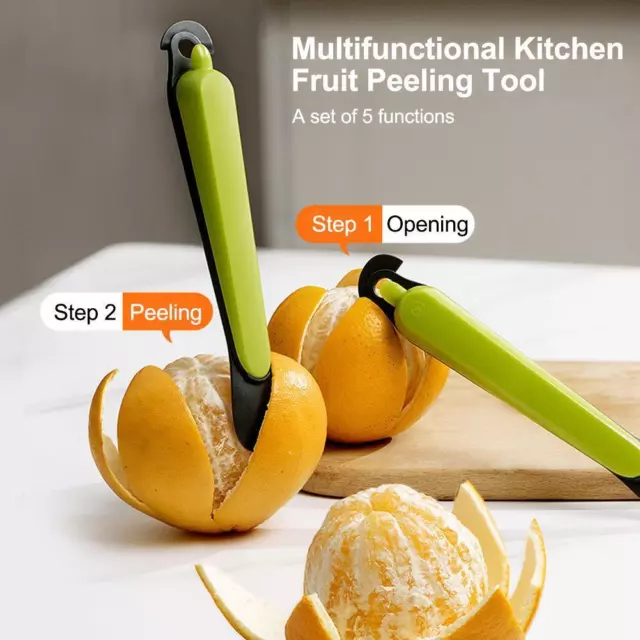 Multifunctional Kitchen
Fruit Peeling Tool
A set of 5 functions
Step 1 Opening
Step 2 Peeling